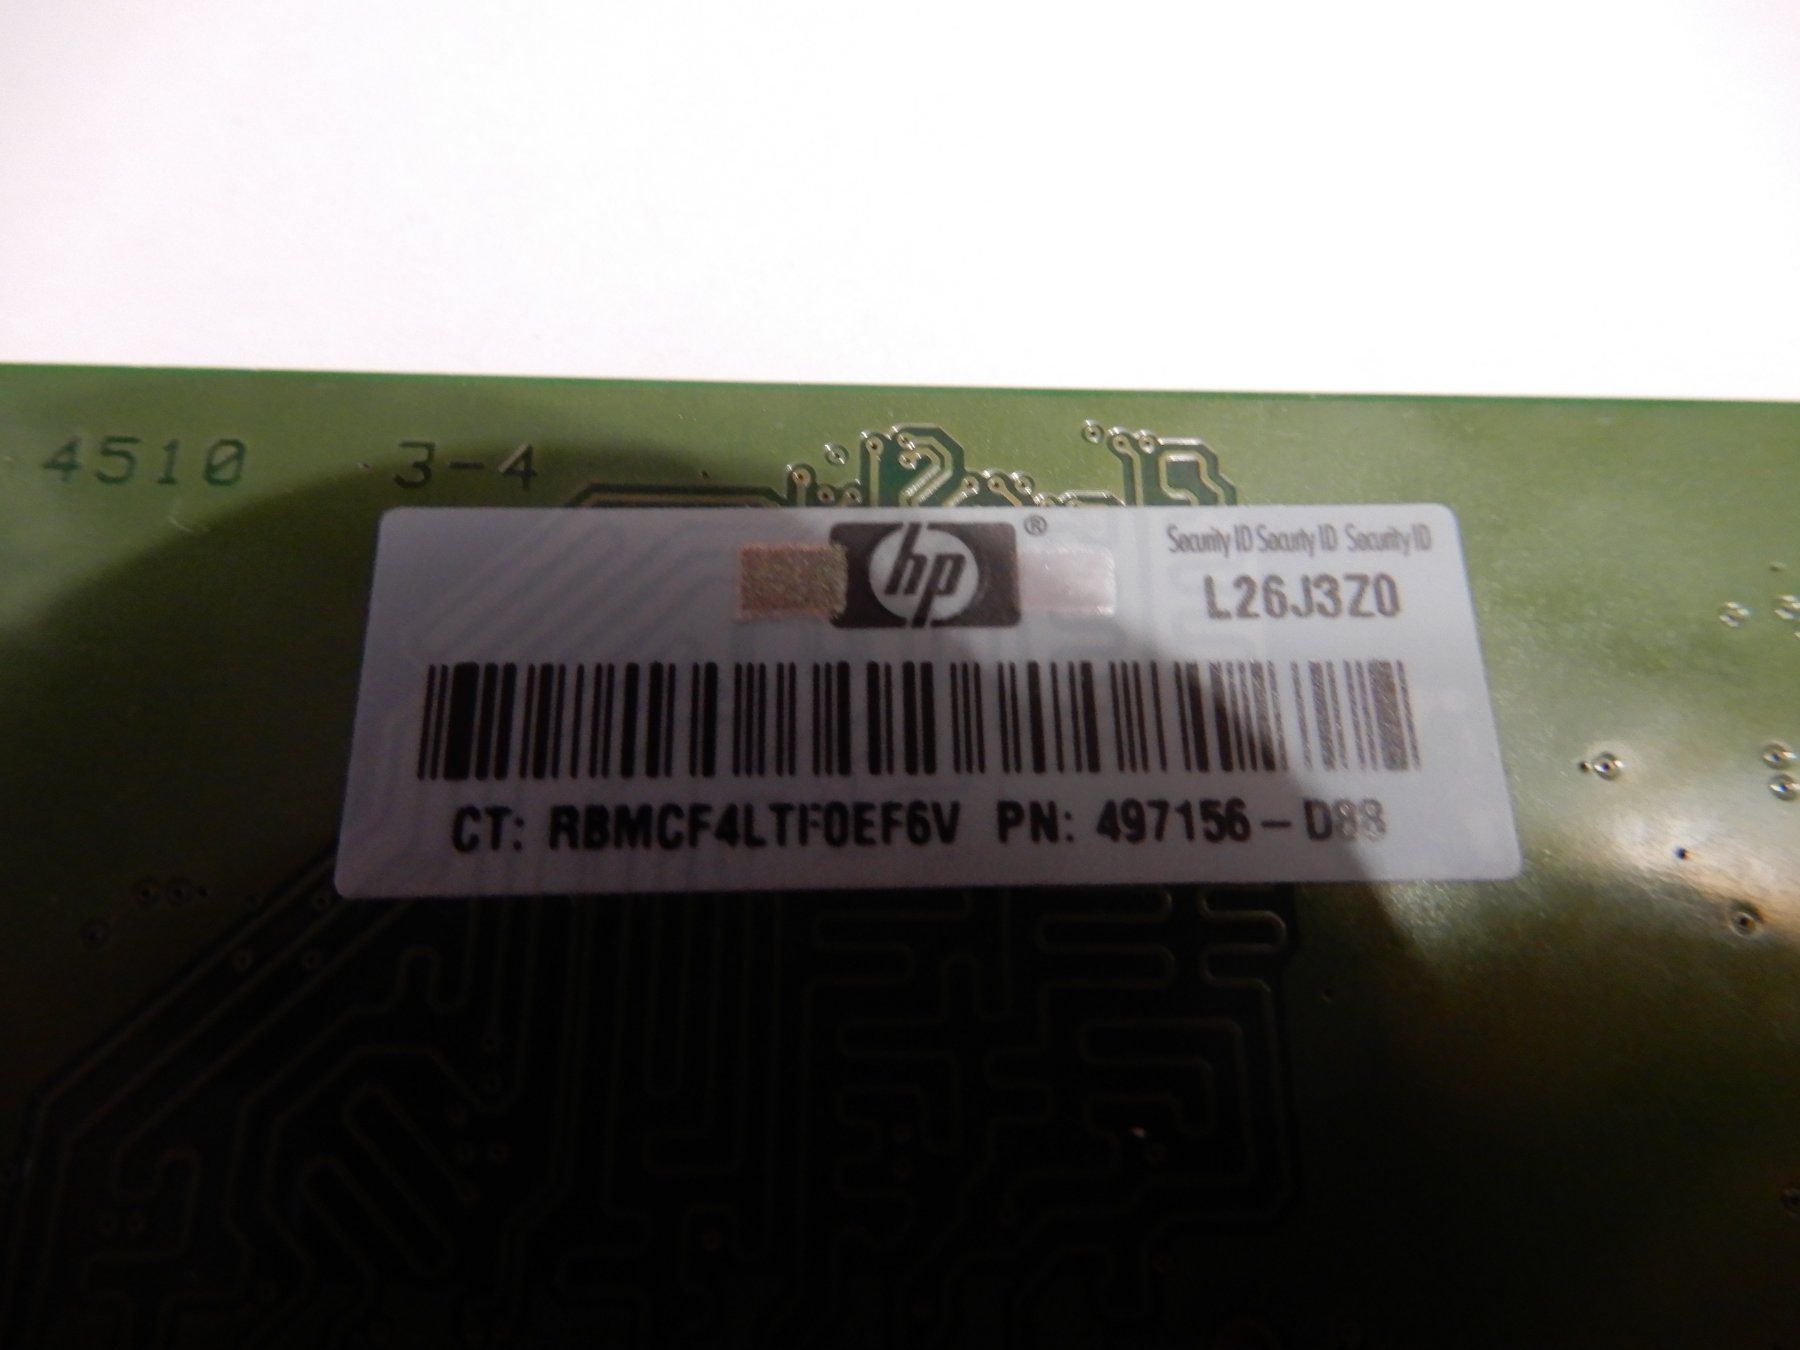 4510 3-4
hp®
Security ID Security ID Security ID
L26J3Z0
CT: RBMCF4LTF0EF6V PN: 497156-D88